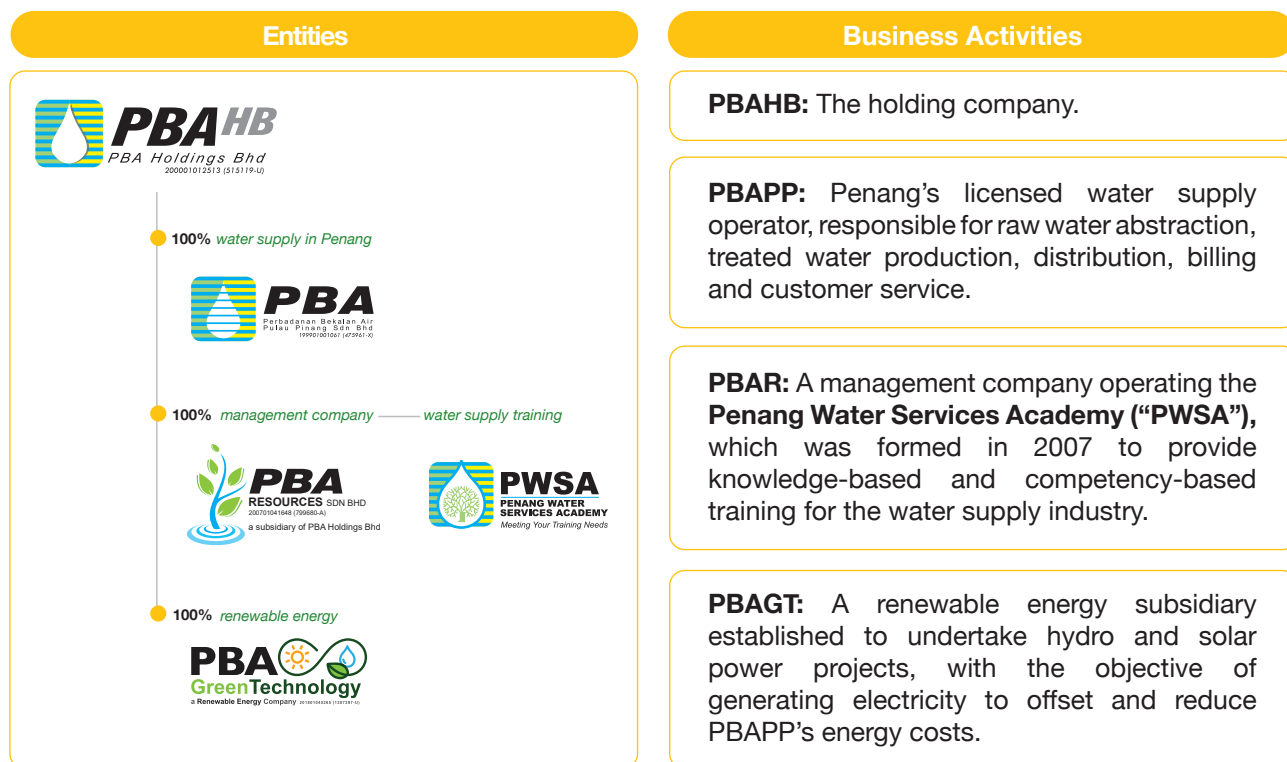 Entities
PBAHB
PBA Holdings Bhd
200001012513 (515119-U)
100% water supply in Penang
PBA
Perbadanan Bekalan Air
Pulau Pinang Sdn Bhd
199901001061 (475961-X)
100% management company water supply training
PBA
RESOURCES SDN BHD
200701041648 (799680-A)
a subsidiary of PBA Holdings Bhd
PWSA
PENANG WATER
SERVICES ACADEMY
Meeting Your Training Needs
100% renewable energy
PBA
GreenTechnology
a Renewable Energy Company
Business Activities
PBAHB: The holding company.
PBAPP: Penang’s licensed water supply
operator, responsible for raw water abstraction,
treated water production, distribution, billing
and customer service.
PBAR: A management company operating the
Penang Water Services Academy (“PWSA”),
which was formed in 2007 to provide
knowledge-based and competency-based
training for the water supply industry.
PBAGT: A renewable energy subsidiary
established to undertake hydro and solar
power projects, with the objective of
generating electricity to offset and reduce
PBAPP’s energy costs.